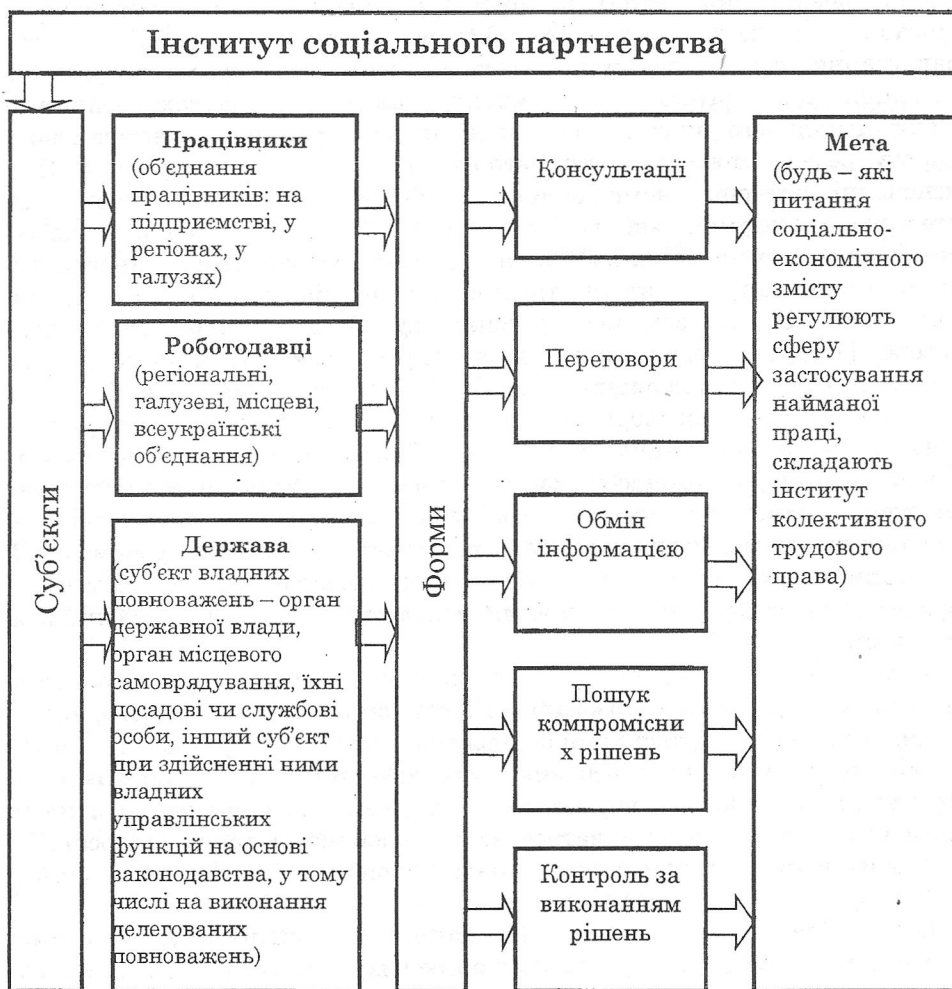 Інститут соціального партнерства
Суб’єкти
Працівники
(об’єднання
працівників: на
підприємстві, у
регіонах, у
галузях)
Роботодавці
(регіональні,
галузеві, місцеві,
всеукраїнські
об’єднання)
Держава
(суб’єкт владних
повноважень – орган
державної влади,
орган місцевого
самоврядування, їхні
посадові чи службові
особи, інший суб’єкт
при здійсненні ними
владних
управлінських
функцій на основі
законодавства, у тому
числі на виконання
делегованих
повноважень)
Форми
Консультації
Переговори
Обмін
інформацією
Пошук
компромісни
х рішень
Контроль за
виконанням
рішень
Мета
(будь – які
питання
соціально-
економічного
змісту
регулюють
сферу
застосування
найманої
праці,
складають
інститут
колективного
трудового
права)